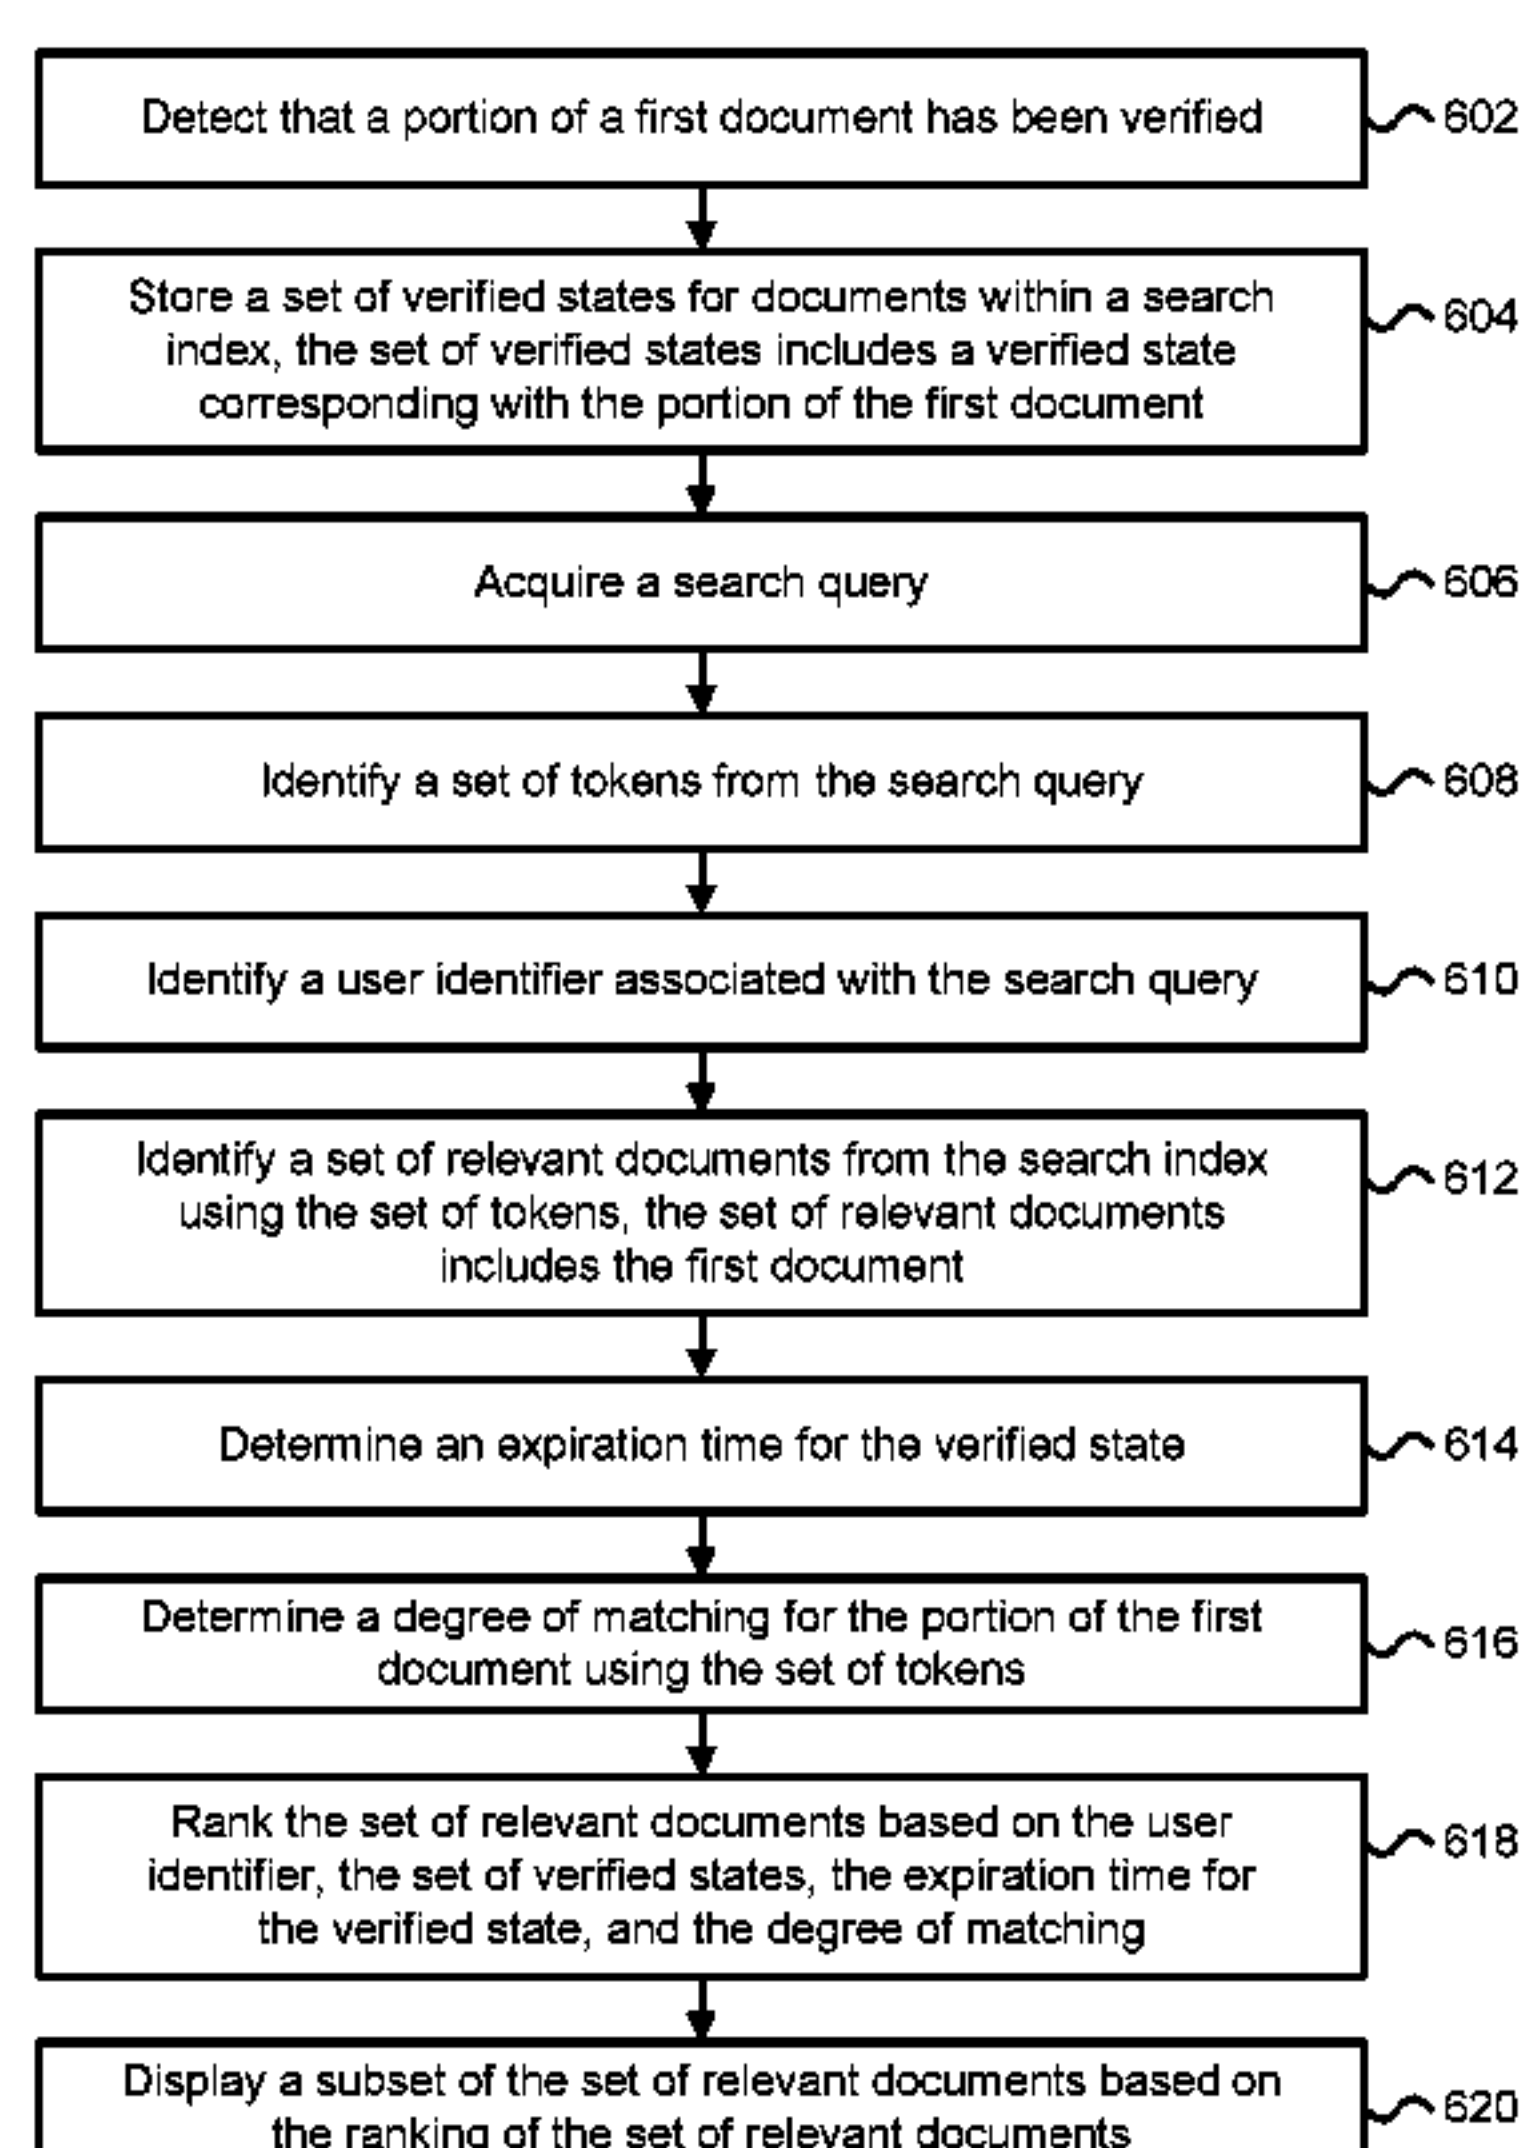 Detect that a portion of a first document has been verified
602
Store a set of verified states for documents within a search
index, the set of verified states includes a verified state
corresponding with the portion of the first document
604
Acquire a search query
606
Identify a set of tokens from the search query
608
Identify a user identifier associated with the search query
610
Identify a set of relevant documents from the search index
using the set of tokens, the set of relevant documents
includes the first document
612
Determine an expiration time for the verified state
614
Determine a degree of matching for the portion of the first
document using the set of tokens
616
Rank the set of relevant documents based on the user
identifier, the set of verified states, the expiration time for
the verified state, and the degree of matching
618
Display a subset of the set of relevant documents based on
the ranking of the set of relevant documents
620